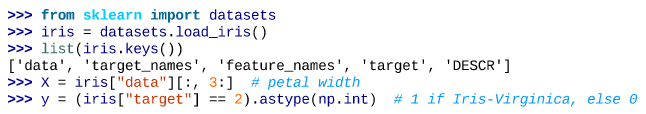 >>> from sklearn import datasets
>>> iris = datasets.load_iris()
>>> list(iris.keys())
['data', 'target_names', 'feature_names', 'target', 'DESCR']
>>> X = iris["data"][:, 3:]  # petal width
>>> y = (iris["target"] == 2).astype(np.int)  # 1 if Iris-Virginica, else 0